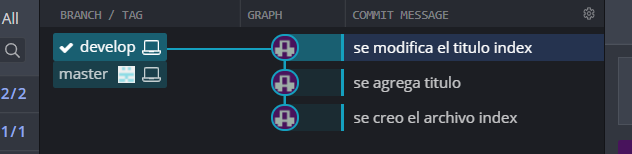 All
BRANCH / TAG
GRAPH
COMMIT MESSAGE
develop
se modifica el titulo index
master
se agrega titulo
2/2
se creo el archivo index
1/1